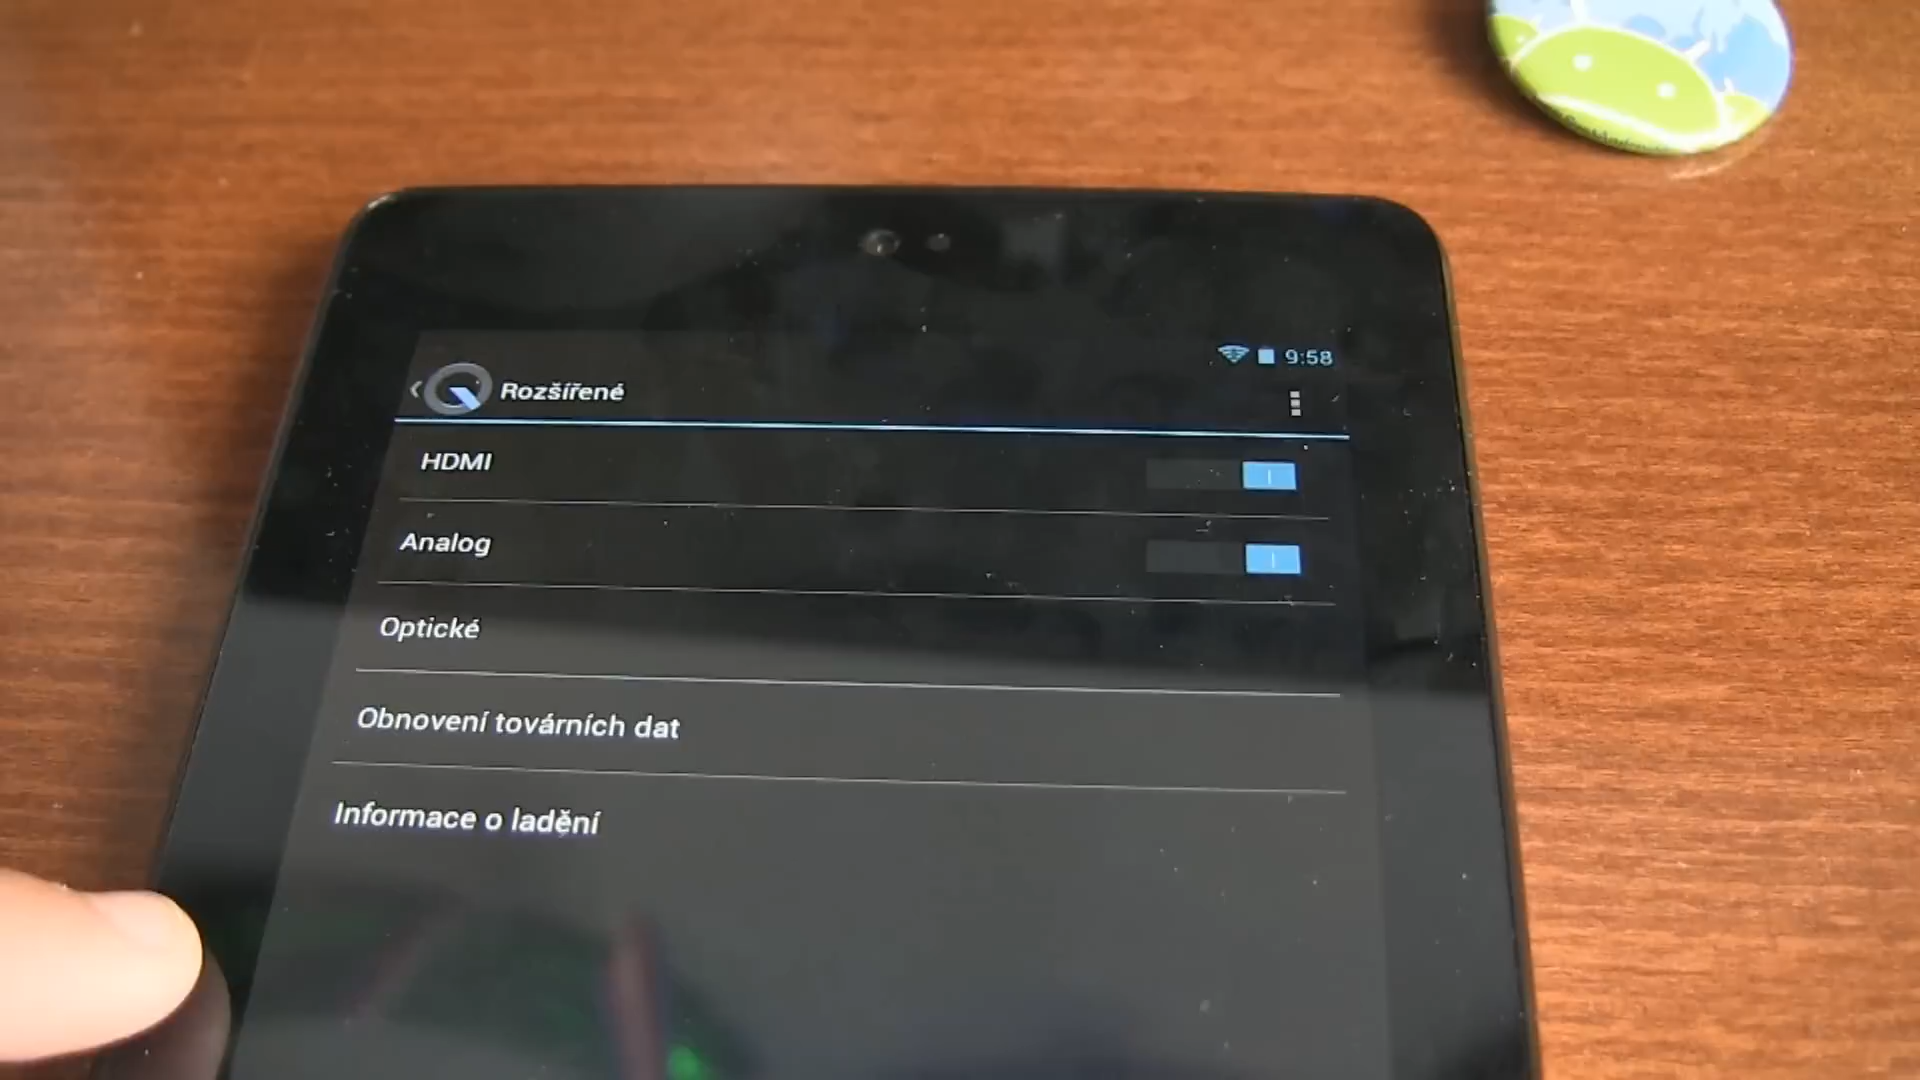 9:58
Rozšířené
HDMI
Analog
Optické
Obnovení továrních dat
Informace o ladění